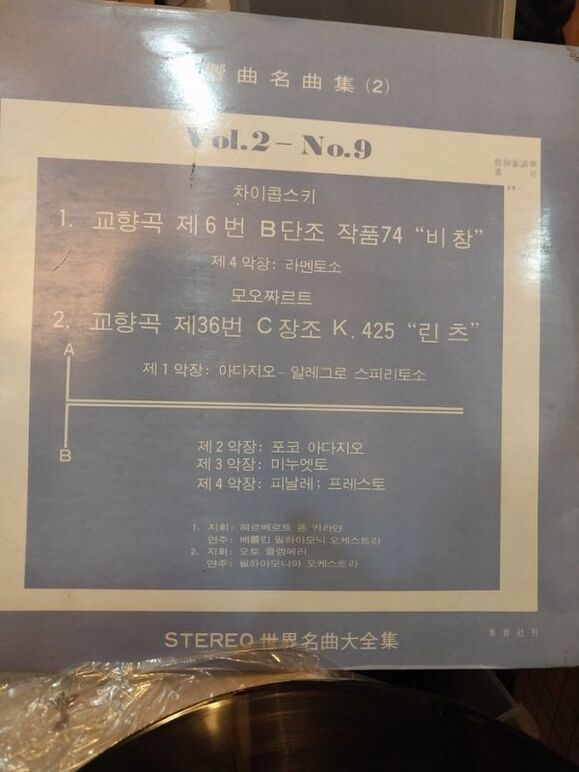 響曲名曲集(2)
Vol.2-No.9
차이콥스키
1. 교향곡 제6번 B단조 작품74 “비창”
제4악장: 라멘토소
모오짜르트
2. 교향곡 제36번 C장조 K.425 “린츠”
A
제1악장: 아다지오-알레그로 스피리토소
B
제2악장: 포코 아다지오
제3악장: 미누엣토
제4악장: 피날레; 프레스토
1. 지휘: 헤르베르트 폰 카라얀
연주: 베를린 필하아모닉 오케스트라
2. 지휘: 오토 클렘페러
연주: 필하아모니아 오케스트라
STEREO 世界名曲大全集